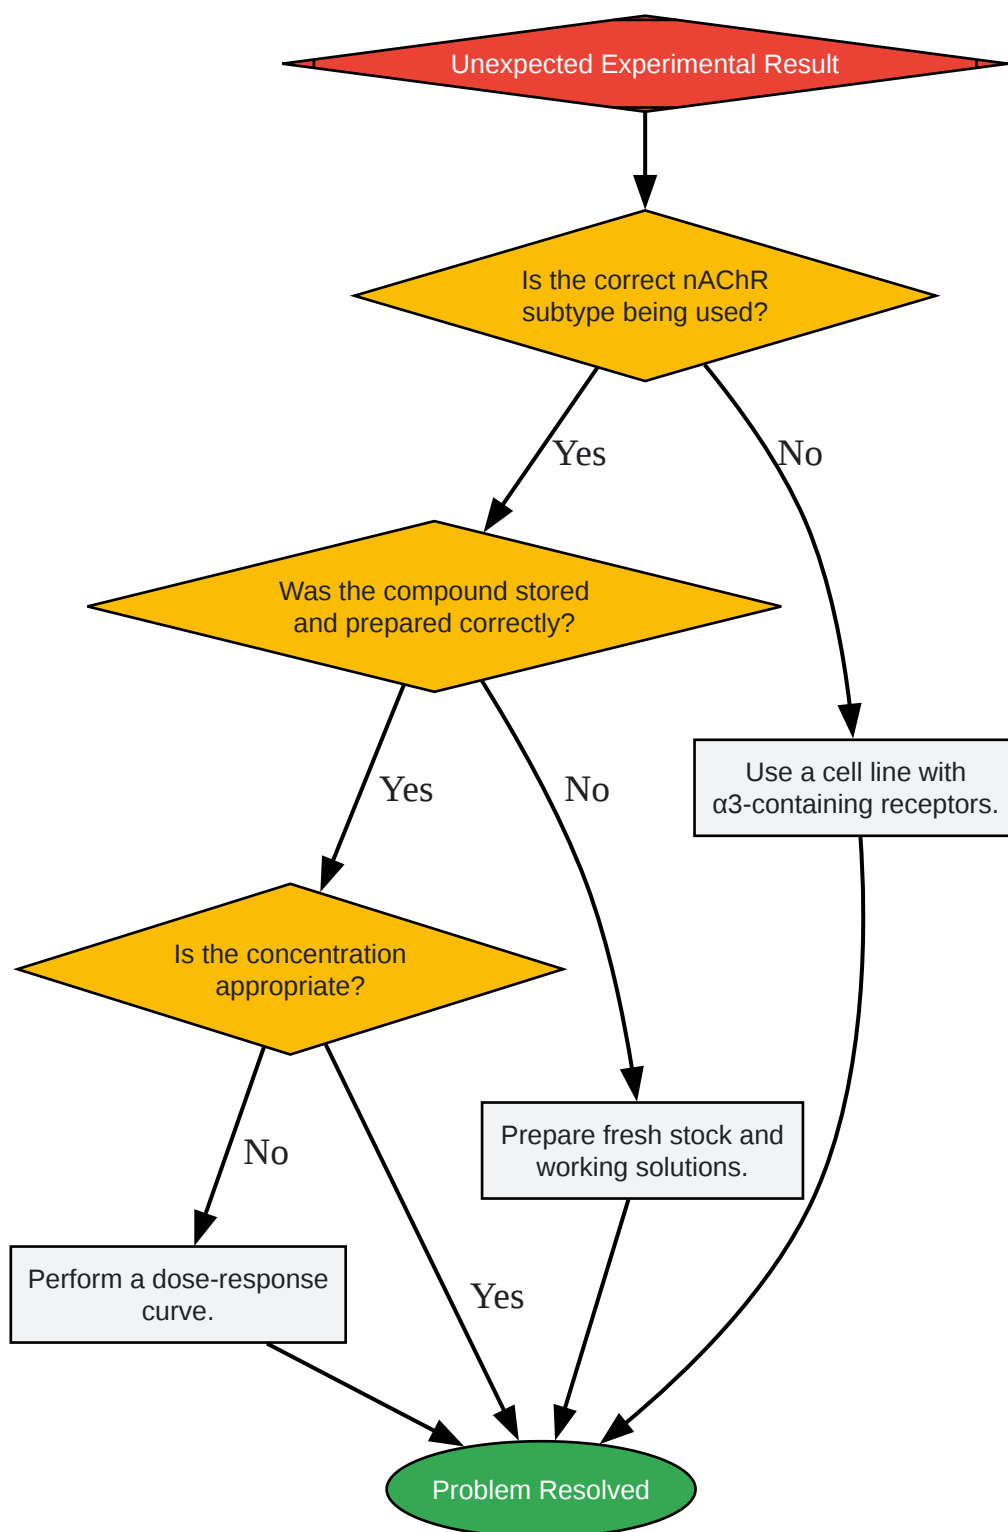 Unexpected Experimental Result
Is the correct nAChR
subtype being used?
Yes
No
Was the compound stored
and prepared correctly?
Use a cell line with
α3-containing receptors.
Yes
No
Is the concentration
appropriate?
Prepare fresh stock and
working solutions.
No
Yes
Perform a dose-response
curve.
Problem Resolved